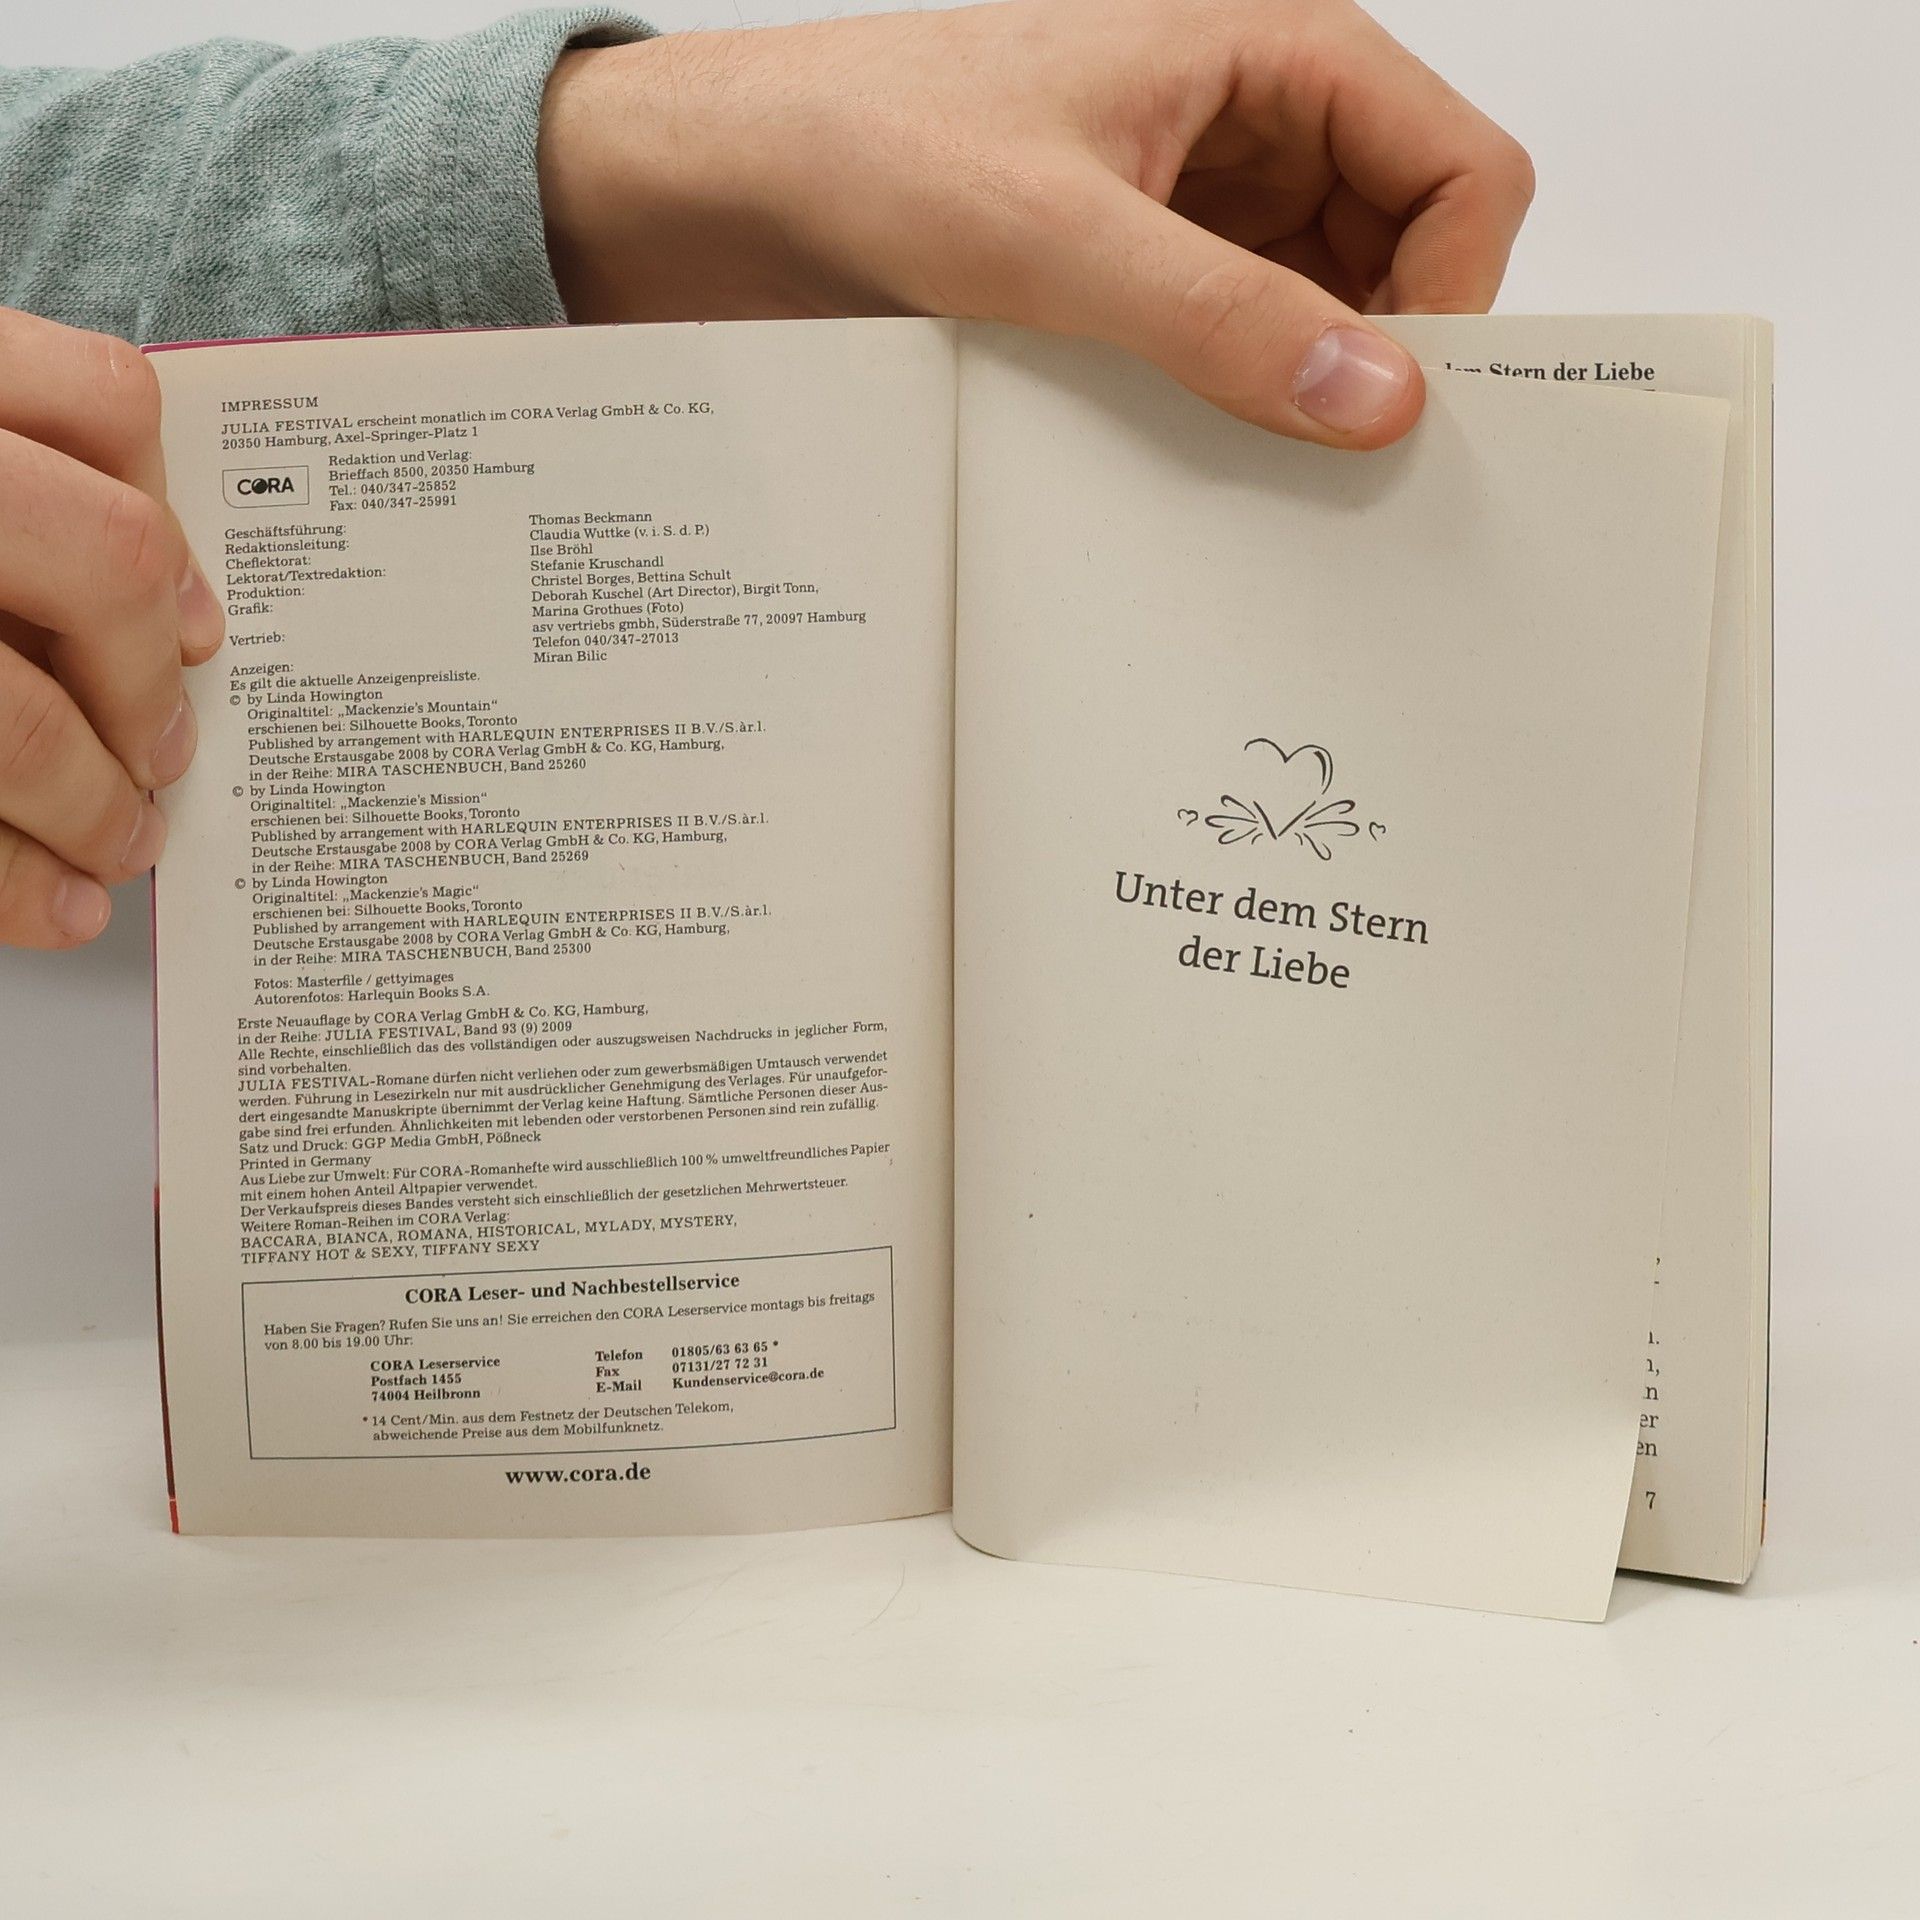 IMPRESSUM
JULIA FESTIVAL erscheint monatlich im CORA Verlag GmbH & Co. KG,
20350 Hamburg, Axel-Springer-Platz 1
CORA
Redaktion und Verlag:
Brieffach 8500, 20350 Hamburg
Tel.: 040/347-25852
Fax: 040/347-25991
Geschäftsführung:
Redaktionsleitung:
Cheflektorat:
Lektorat/Textredaktion:
Produktion:
Grafik:
Vertrieb:
Anzeigen:
Thomas Beckmann
Claudia Wuttke (v. i. S. d. P.)
Ilse Bröhl
Stefanie Kruschandl
Christel Borges, Bettina Schult
Deborah Kuschel (Art Director), Birgit Tonn,
Marina Grothues (Foto)
asv vertriebs gmbh, Süderstraße 77, 20097 Hamburg
Telefon 040/347-27013
Miran Bilic
Es gilt die aktuelle Anzeigenpreisliste.
© by Linda Howington
Originaltitel: „Mackenzie's Mountain“
erschienen bei: Silhouette Books, Toronto
Published by arrangement with HARLEQUIN ENTERPRISES II B.V./S.àr.l.
Deutsche Erstausgabe 2008 by CORA Verlag GmbH & Co. KG, Hamburg,
in der Reihe: MIRA TASCHENBUCH, Band 25260
© by Linda Howington
Originaltitel: „Mackenzie's Mission“
erschienen bei: Silhouette Books, Toronto
Published by arrangement with HARLEQUIN ENTERPRISES II B.V./S.àr.l.
Deutsche Erstausgabe 2008 by CORA Verlag GmbH & Co. KG, Hamburg,
in der Reihe: MIRA TASCHENBUCH, Band 25269
© by Linda Howington
Originaltitel: „Mackenzie's Magic“
erschienen bei: Silhouette Books, Toronto
Published by arrangement with HARLEQUIN ENTERPRISES II B.V./S.àr.l.
Deutsche Erstausgabe 2008 by CORA Verlag GmbH & Co. KG, Hamburg,
in der Reihe: MIRA TASCHENBUCH, Band 25300
Fotos: Masterfile / gettyimages
Autorenfotos: Harlequin Books S.A.
Erste Neuauflage by CORA Verlag GmbH & Co. KG, Hamburg,
in der Reihe: JULIA FESTIVAL, Band 93 (9) 2009
Alle Rechte, einschließlich das des vollständigen oder auszugsweisen Nachdrucks in jeglicher Form,
sind vorbehalten.
JULIA FESTIVAL-Romane dürfen nicht verliehen oder zum gewerbsmäßigen Umtausch verwendet
werden. Führung in Lesezirkeln nur mit ausdrücklicher Genehmigung des Verlages. Für unaufgefor-
dert eingesandte Manuskripte übernimmt der Verlag keine Haftung. Sämtliche Personen dieser Aus-
gabe sind frei erfunden. Ähnlichkeiten mit lebenden oder verstorbenen Personen sind rein zufällig.
Satz und Druck: GGP Media GmbH, Pößneck
Printed in Germany
Aus Liebe zur Umwelt: Für CORA-Romanhefte wird ausschließlich 100 % umweltfreundliches Papier
mit einem hohen Anteil Altpapier verwendet.
Der Verkaufspreis dieses Bandes versteht sich einschließlich der gesetzlichen Mehrwertsteuer.
Weitere Roman-Reihen im CORA Verlag:
BACCARA, BIANCA, ROMANA, HISTORICAL, MYLADY, MYSTERY,
TIFFANY HOT & SEXY, TIFFANY SEXY
CORA Leser- und Nachbestellservice
Haben Sie Fragen? Rufen Sie uns an! Sie erreichen den CORA Leserservice montags bis freitags
von 8.00 bis 19.00 Uhr:
CORA Leserservice
Postfach 1455
74004 Heilbronn
Telefon 01805/63 63 65 *
Fax 07131/27 72 31
E-Mail Kundenservice@cora.de
* 14 Cent/Min. aus dem Festnetz der Deutschen Telekom,
abweichende Preise aus dem Mobilfunknetz.
www.cora.de
Unter dem Stern
der Liebe
Stern der Liebe
7